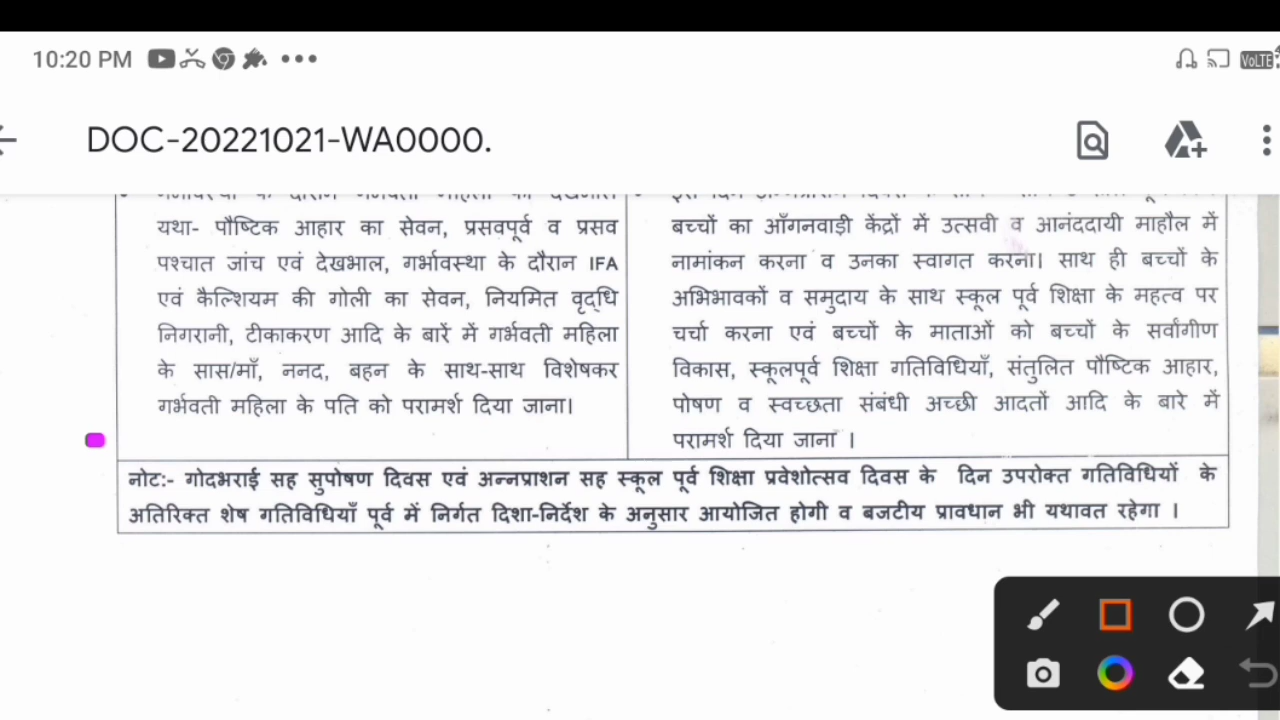 10:20 PM
VoLTE
DOC-20221021-WA0000.
यथा- पौष्टिक आहार का सेवन, प्रसवपूर्व व प्रसव
पश्चात जांच एवं देखभाल, गर्भावस्था के दौरान IFA
एवं कैल्शियम की गोली का सेवन, नियमित वृद्धि
निगरानी, टीकाकरण आदि के बारें में गर्भवती महिला
के सास/माँ, ननद, बहन के साथ-साथ विशेषकर
गर्भवती महिला के पति को परामर्श दिया जाना।
बच्चों का आँगनवाड़ी केंद्रों में उत्सवी व आनंददायी माहौल में
नामांकन करना व उनका स्वागत करना। साथ ही बच्चों के
अभिभावकों व समुदाय के साथ स्कूल पूर्व शिक्षा के महत्व पर
चर्चा करना एवं बच्चों के माताओं को बच्चों के सर्वांगीण
विकास, स्कूलपूर्व शिक्षा गतिविधियाँ, संतुलित पौष्टिक आहार,
पोषण व स्वच्छता संबंधी अच्छी आदतों आदि के बारे में
परामर्श दिया जाना ।
नोट:- गोदभराई सह सुपोषण दिवस एवं अन्नप्राशन सह स्कूल पूर्व शिक्षा प्रवेशोत्सव दिवस के दिन उपरोक्त गतिविधियों के
अतिरिक्त शेष गतिविधियाँ पूर्व में निर्गत दिशा-निर्देश के अनुसार आयोजित होगी व बजटीय प्रावधान भी यथावत रहेगा ।